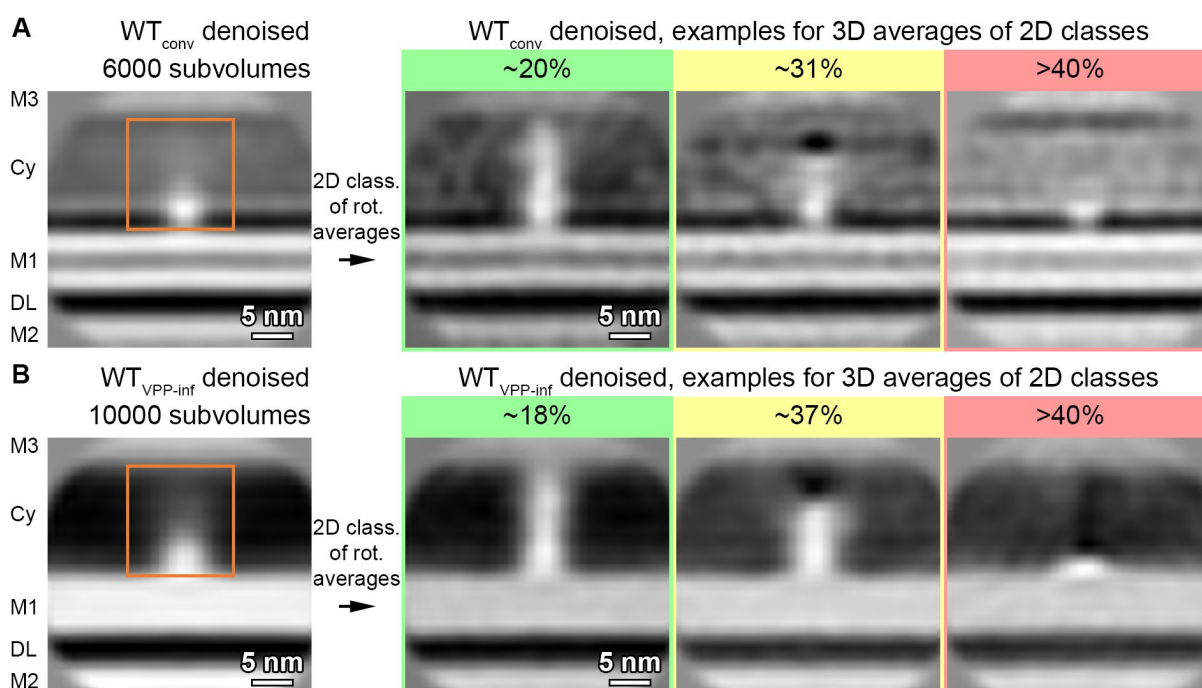 A
WTconv denoised
6000 subvolumes
WTconv denoised, examples for 3D averages of 2D classes
~20%
~31%
>40%
M3
Cy
M1
DL
M2
2D class.
of rot.
averages
5 nm
5 nm
B
WTVPP-inf denoised
10000 subvolumes
WTVPP-inf denoised, examples for 3D averages of 2D classes
~18%
~37%
>40%
M3
Cy
M1
DL
M2
2D class.
of rot.
averages
5 nm
5 nm